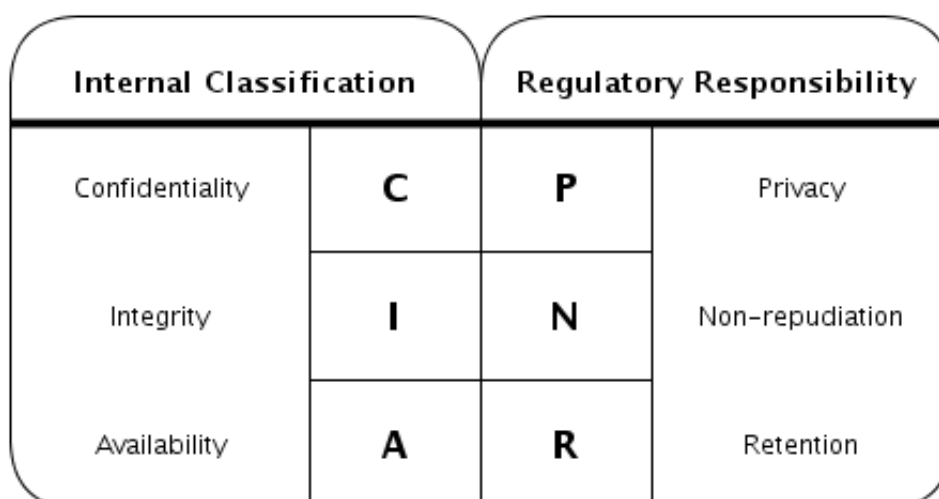 Internal Classification Regulatory Responsibility
Confidentiality C P Privacy
Integrity I N Non-repudiation
Availability A R Retention